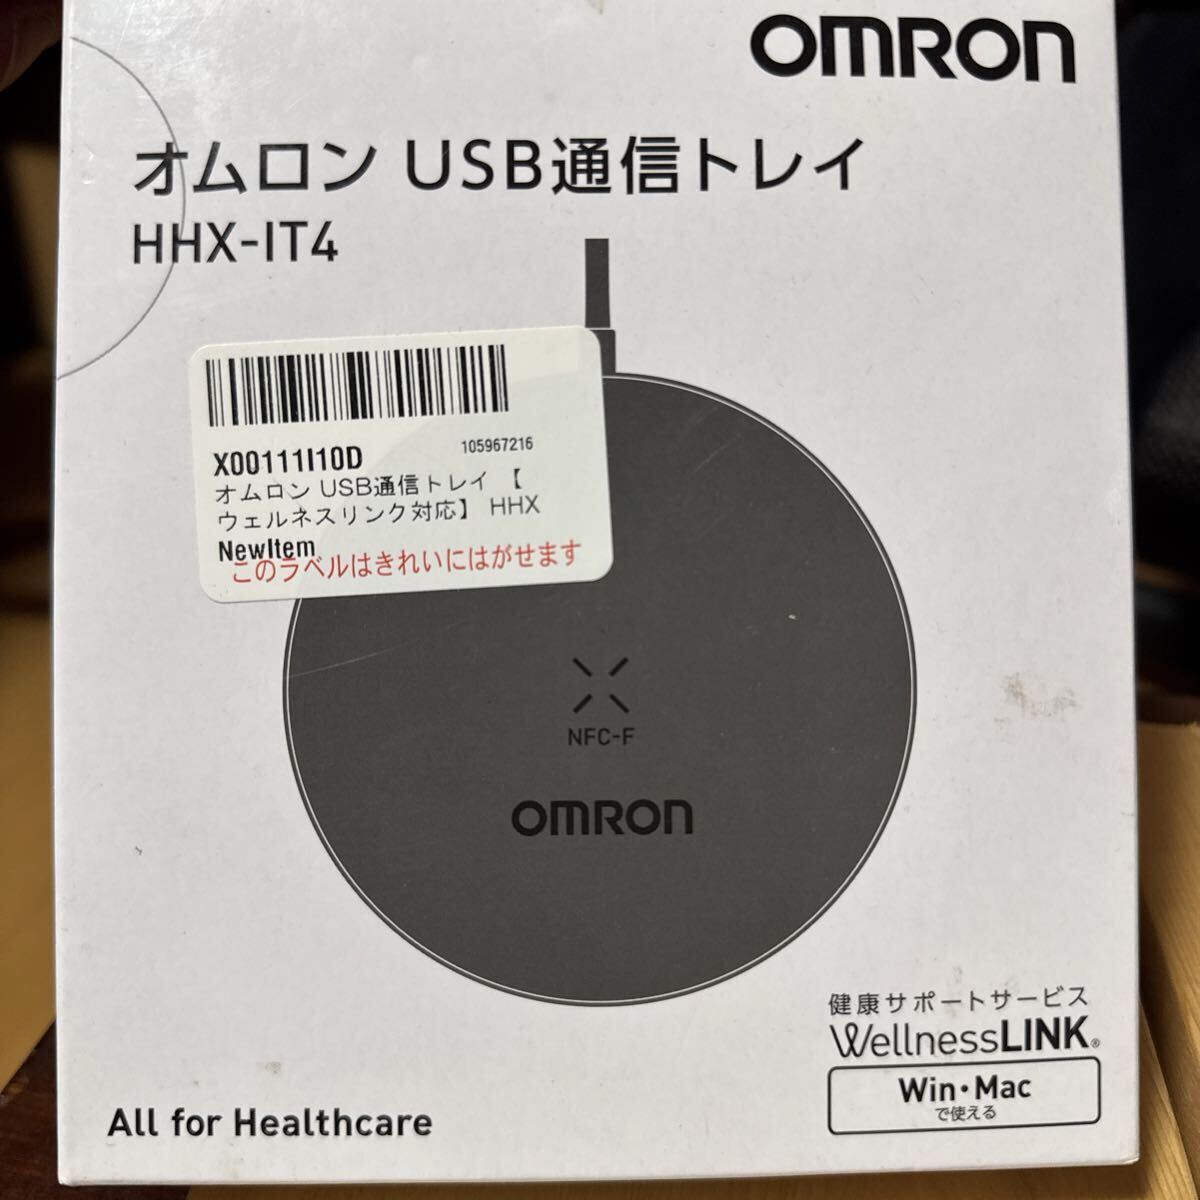 OMRON
オムロン USB通信トレイ
HHX-IT4
X00111I10D
105967216
オムロン USB通信トレイ 【
ウェルネスリンク対応】 HHX
NewItem
このラベルはきれいにはがせます
NFC-F
OMRON
健康サポートサービス
WellnessLINK®
Win・Mac
で使える
All for Healthcare